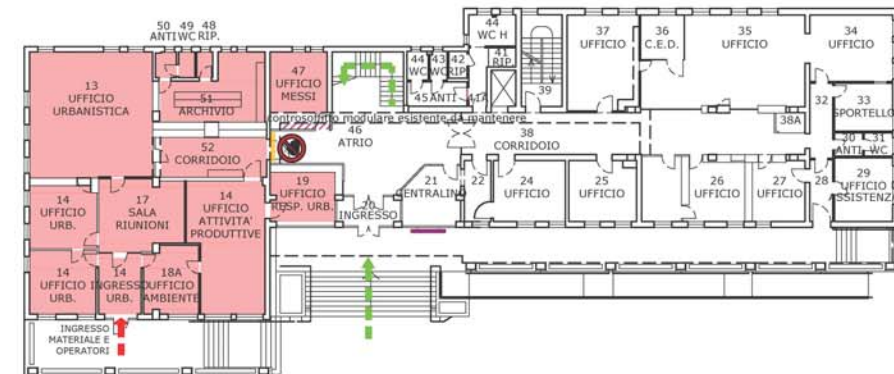 50
ANTI
49
WC
48
RIP.
13
UFFICIO
URBANISTICA
51
ARCHIVIO
52
CORRIDOIO
47
UFFICIO
MESSI
44
WC
43
WC
42
RIP
45
ANTI
41A
44
WC H
41
RIP.
39
37
UFFICIO
36
C.E.D.
35
UFFICIO
34
UFFICIO
controsoffitto modulare esistente da mantenere
46
ATRIO
38
CORRIDOIO
38A
32
33
SPORTELLO
30
ANTI
31
WC
14
UFFICIO
URB.
17
SALA
RIUNIONI
14
UFFICIO
ATTIVITA'
PRODUTTIVE
19
UFFICIO
RESP. URB.
20
INGRESSO
21
CENTRALINO
22
24
UFFICIO
25
UFFICIO
26
UFFICIO
27
UFFICIO
28
29
UFFICIO
ASSISTENZA
14
UFFICIO
URB.
14
INGRESSO
URB.
18A
UFFICIO
AMBIENTE
INGRESSO
MATERIALE E
OPERATORI